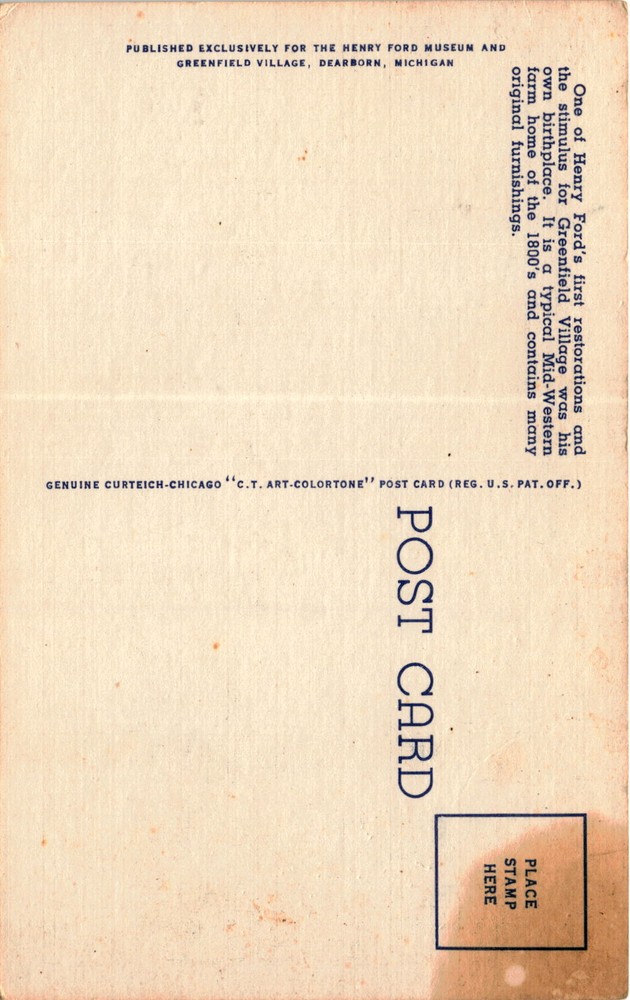 One of Henry Ford's first restorations and
the stimulus for Greenfield Village was his
own birthplace. It is a typical Mid-Western
farm home of the 1800's and contains many
original furnishings.
PUBLISHED EXCLUSIVELY FOR THE HENRY FORD MUSEUM AND
GREENFIELD VILLAGE, DEARBORN, MICHIGAN
GENUINE CURTEICH-CHICAGO "C.T. ART-COLORTONE" POST CARD (REG. U.S. PAT. OFF.)
POST CARD
PLACE
STAMP
HERE